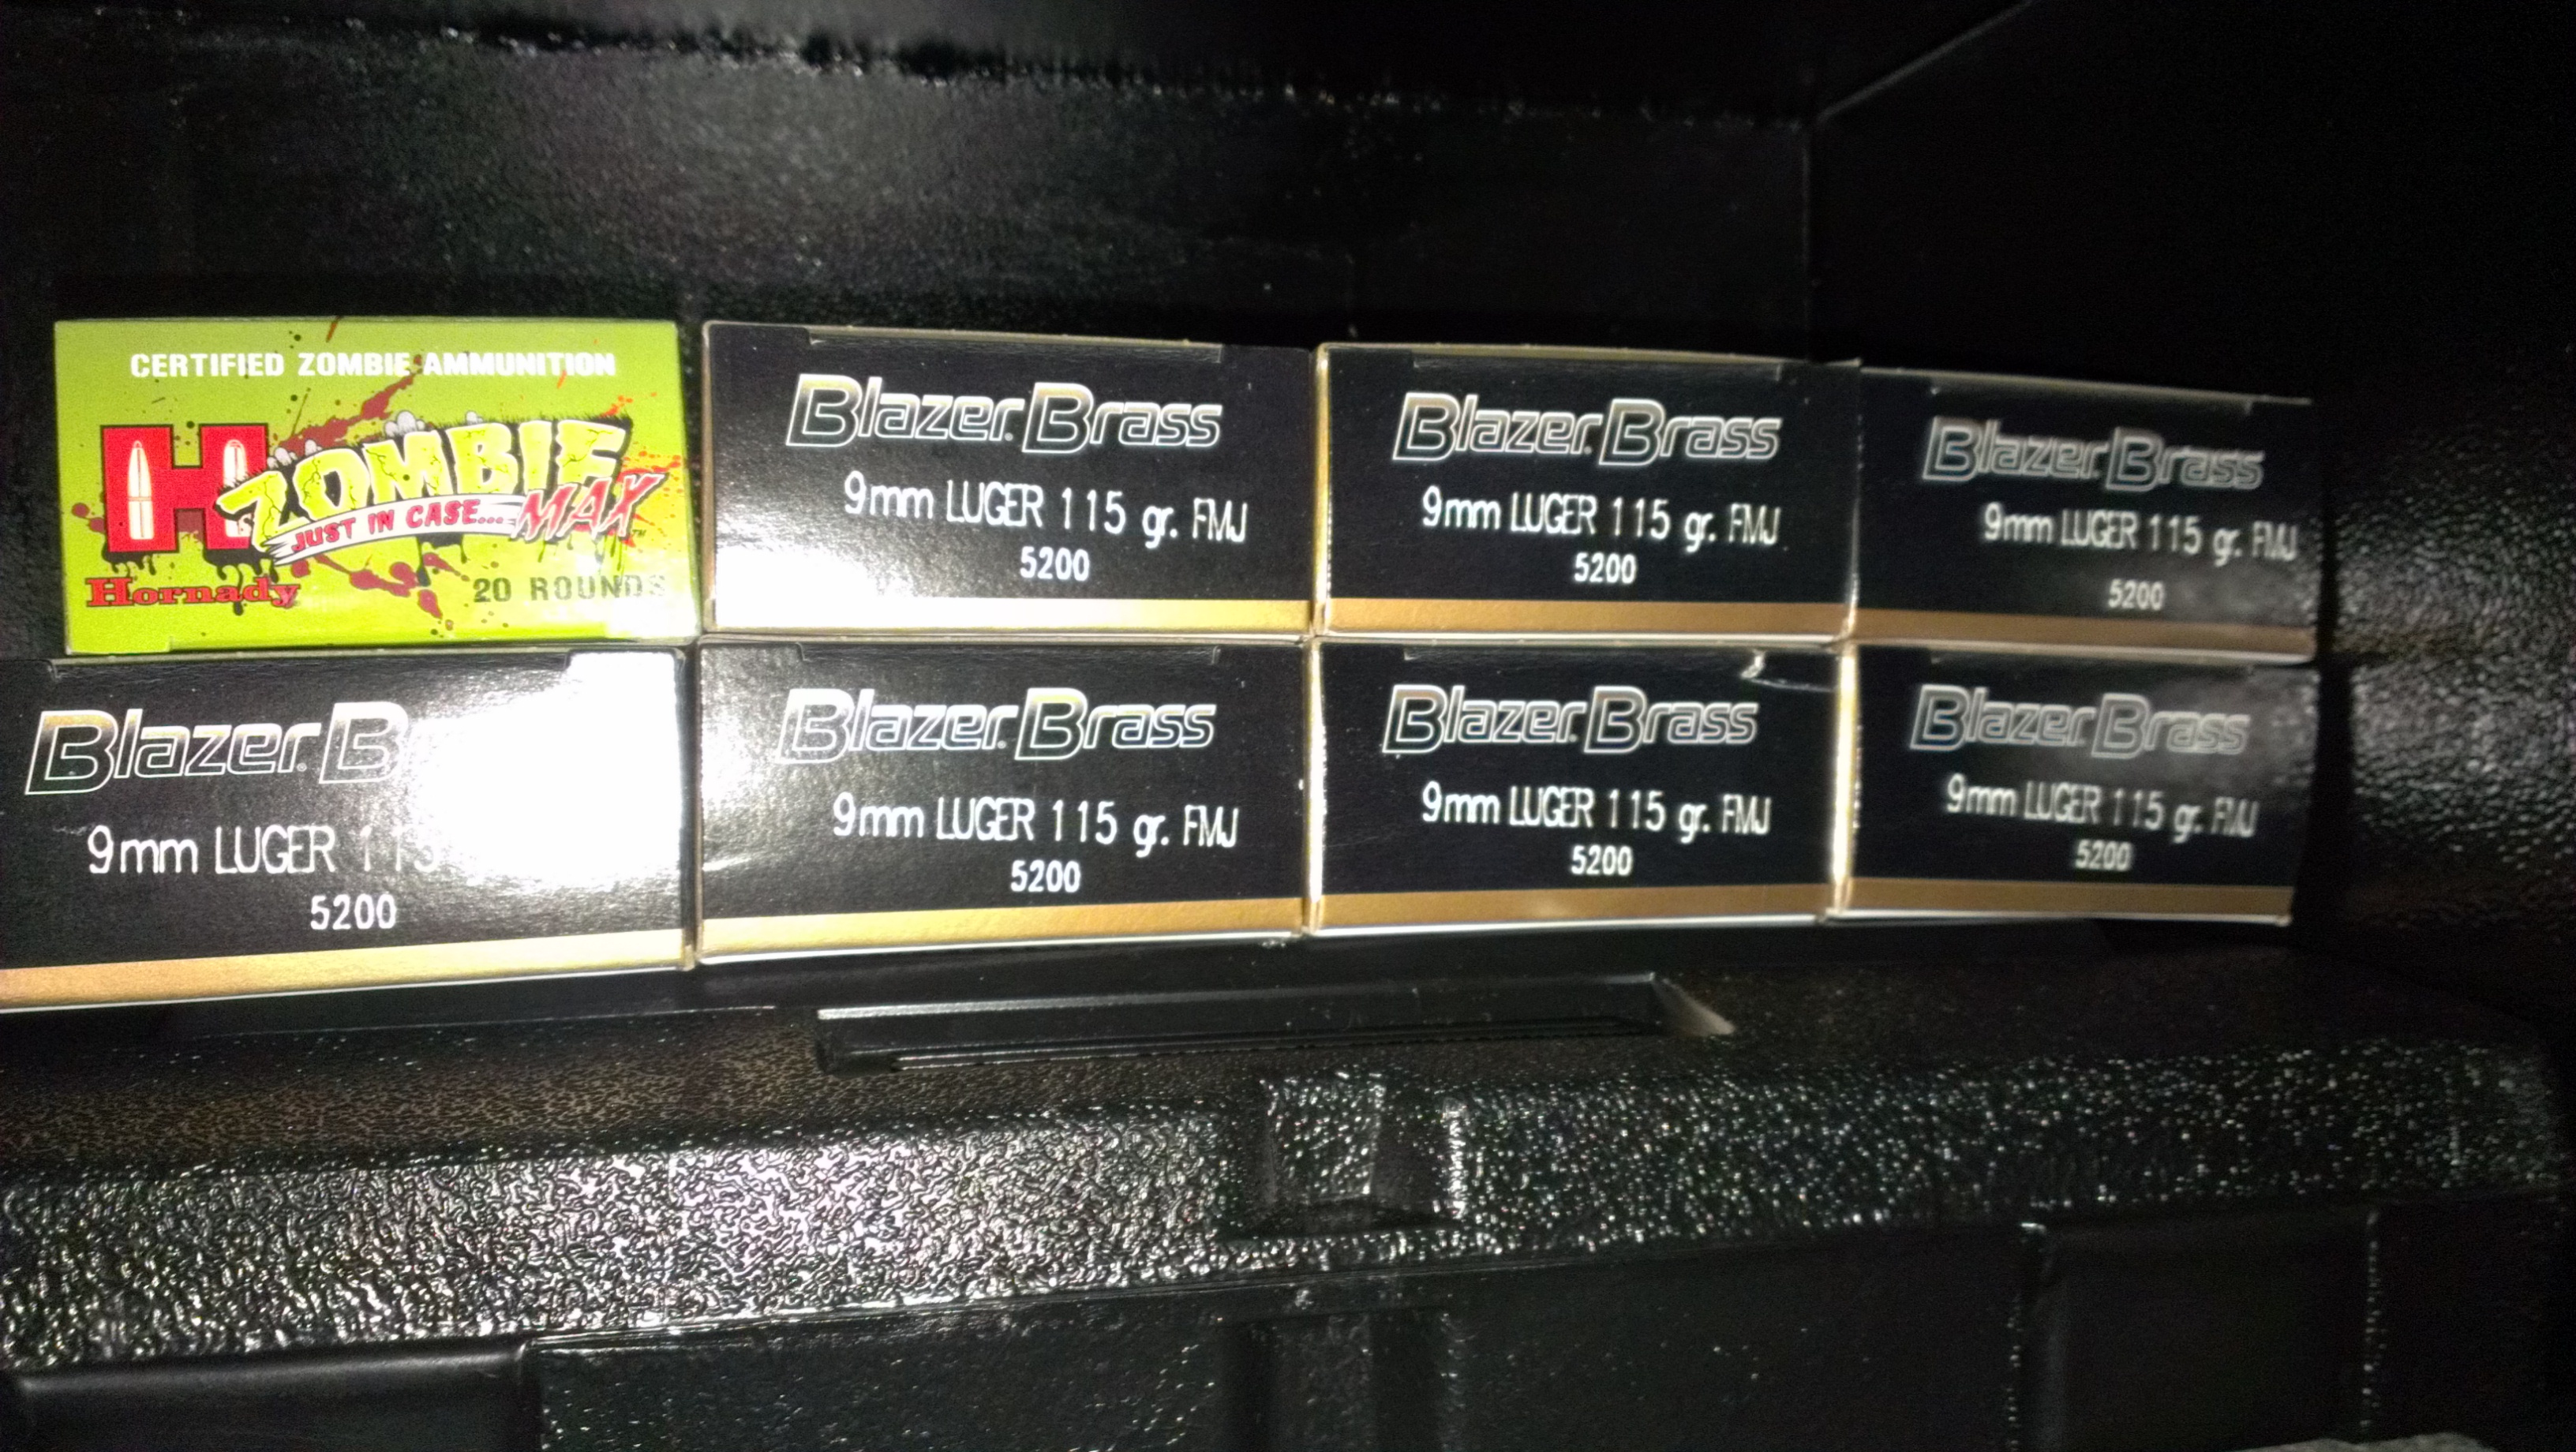 CERTIFIED ZOMBIE AMMUNITION
H ZOMBIE
JUST IN CASE... MAX™
Hornady
20 ROUNDS
Blazer Brass
9mm LUGER 115 gr. FMJ
5200
Blazer Brass
9mm LUGER 115 gr. FMJ
5200
Blazer Brass
9mm LUGER 115 gr. FMJ
5200
Blazer® B
9mm LUGER 115
5200
Blazer Brass
9mm LUGER 115 gr. FMJ
5200
Blazer Brass
9mm LUGER 115 gr. FMJ
5200
Blazer Brass
9mm LUGER 115 gr. FMJ
5200